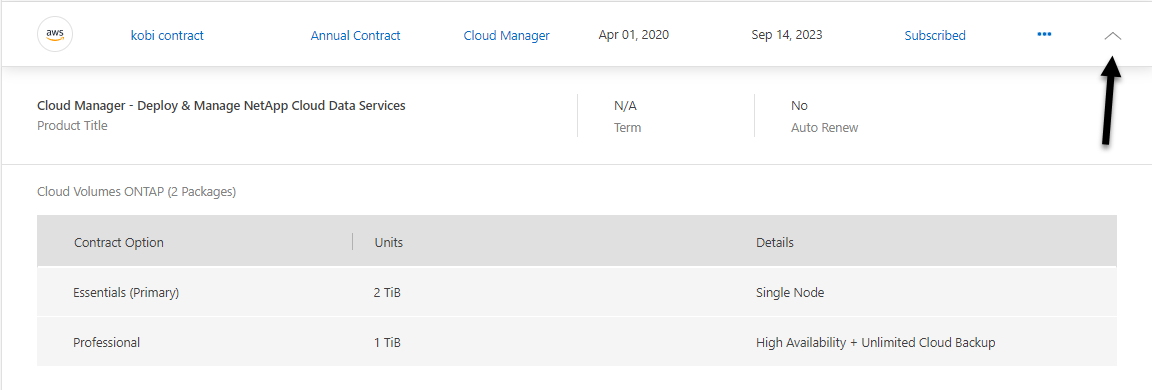 aws kobi contract Annual Contract Cloud Manager Apr 01, 2020 Sep 14, 2023 Subscribed •••
Cloud Manager - Deploy & Manage NetApp Cloud Data Services N/A No
Product Title Term Auto Renew
Cloud Volumes ONTAP (2 Packages)
Contract Option Units Details
Essentials (Primary) 2 TiB Single Node
Professional 1 TiB High Availability + Unlimited Cloud Backup